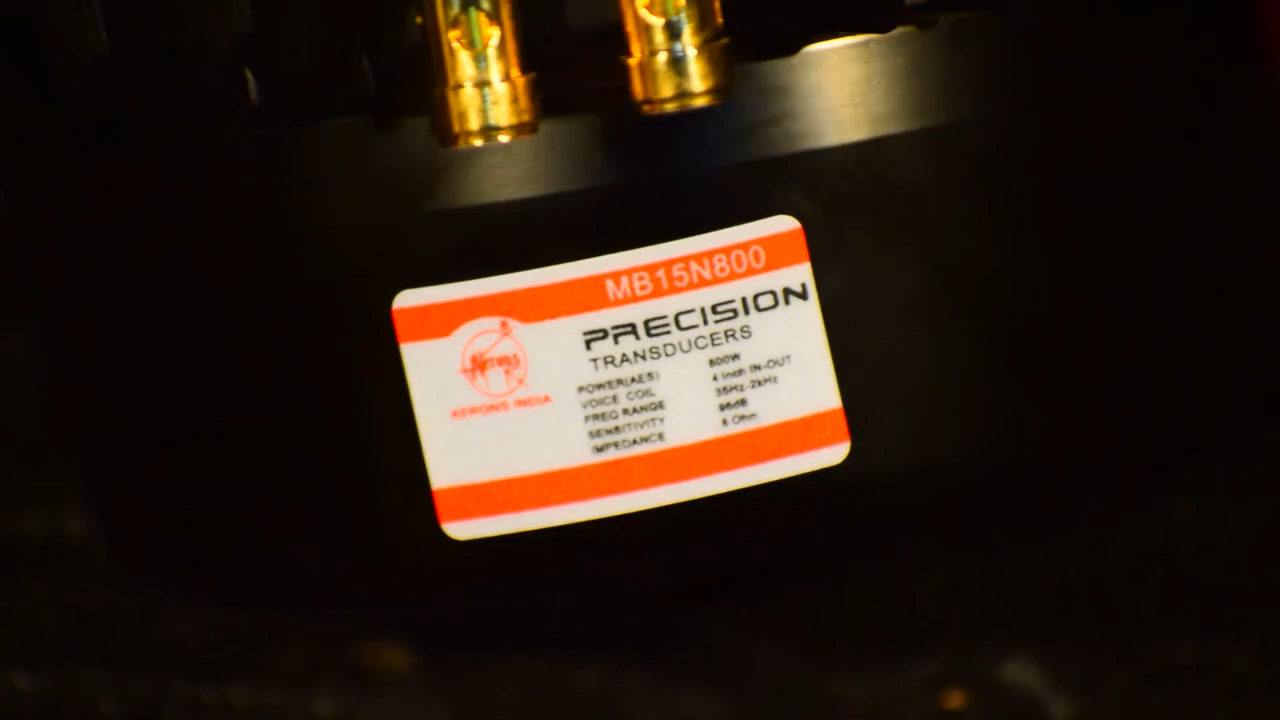 MB15N800
PRECISION
TRANSDUCERS
POWER(AES) 800W
VOICE COIL 4 inch IN-OUT
FREQ RANGE 35Hz-2kHz
SENSITIVITY 96dB
IMPEDANCE 8 Ohm
AERONS INDIA